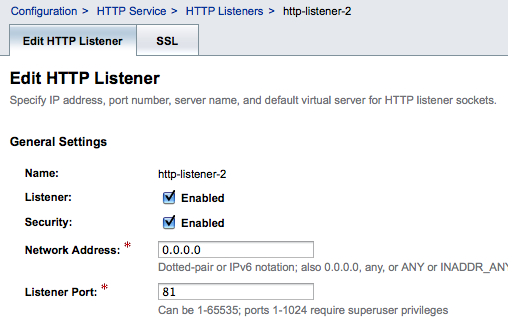 Configuration > HTTP Service > HTTP Listeners > http-listener-2
Edit HTTP Listener SSL
Edit HTTP Listener
Specify IP address, port number, server name, and default virtual server for HTTP listener sockets.
General Settings
Name: http-listener-2
Listener: Enabled
Security: Enabled
Network Address: * 0.0.0.0
Dotted-pair or IPv6 notation; also 0.0.0.0, any, or ANY or INADDR_ANY
Listener Port: * 81
Can be 1-65535; ports 1-1024 require superuser privileges